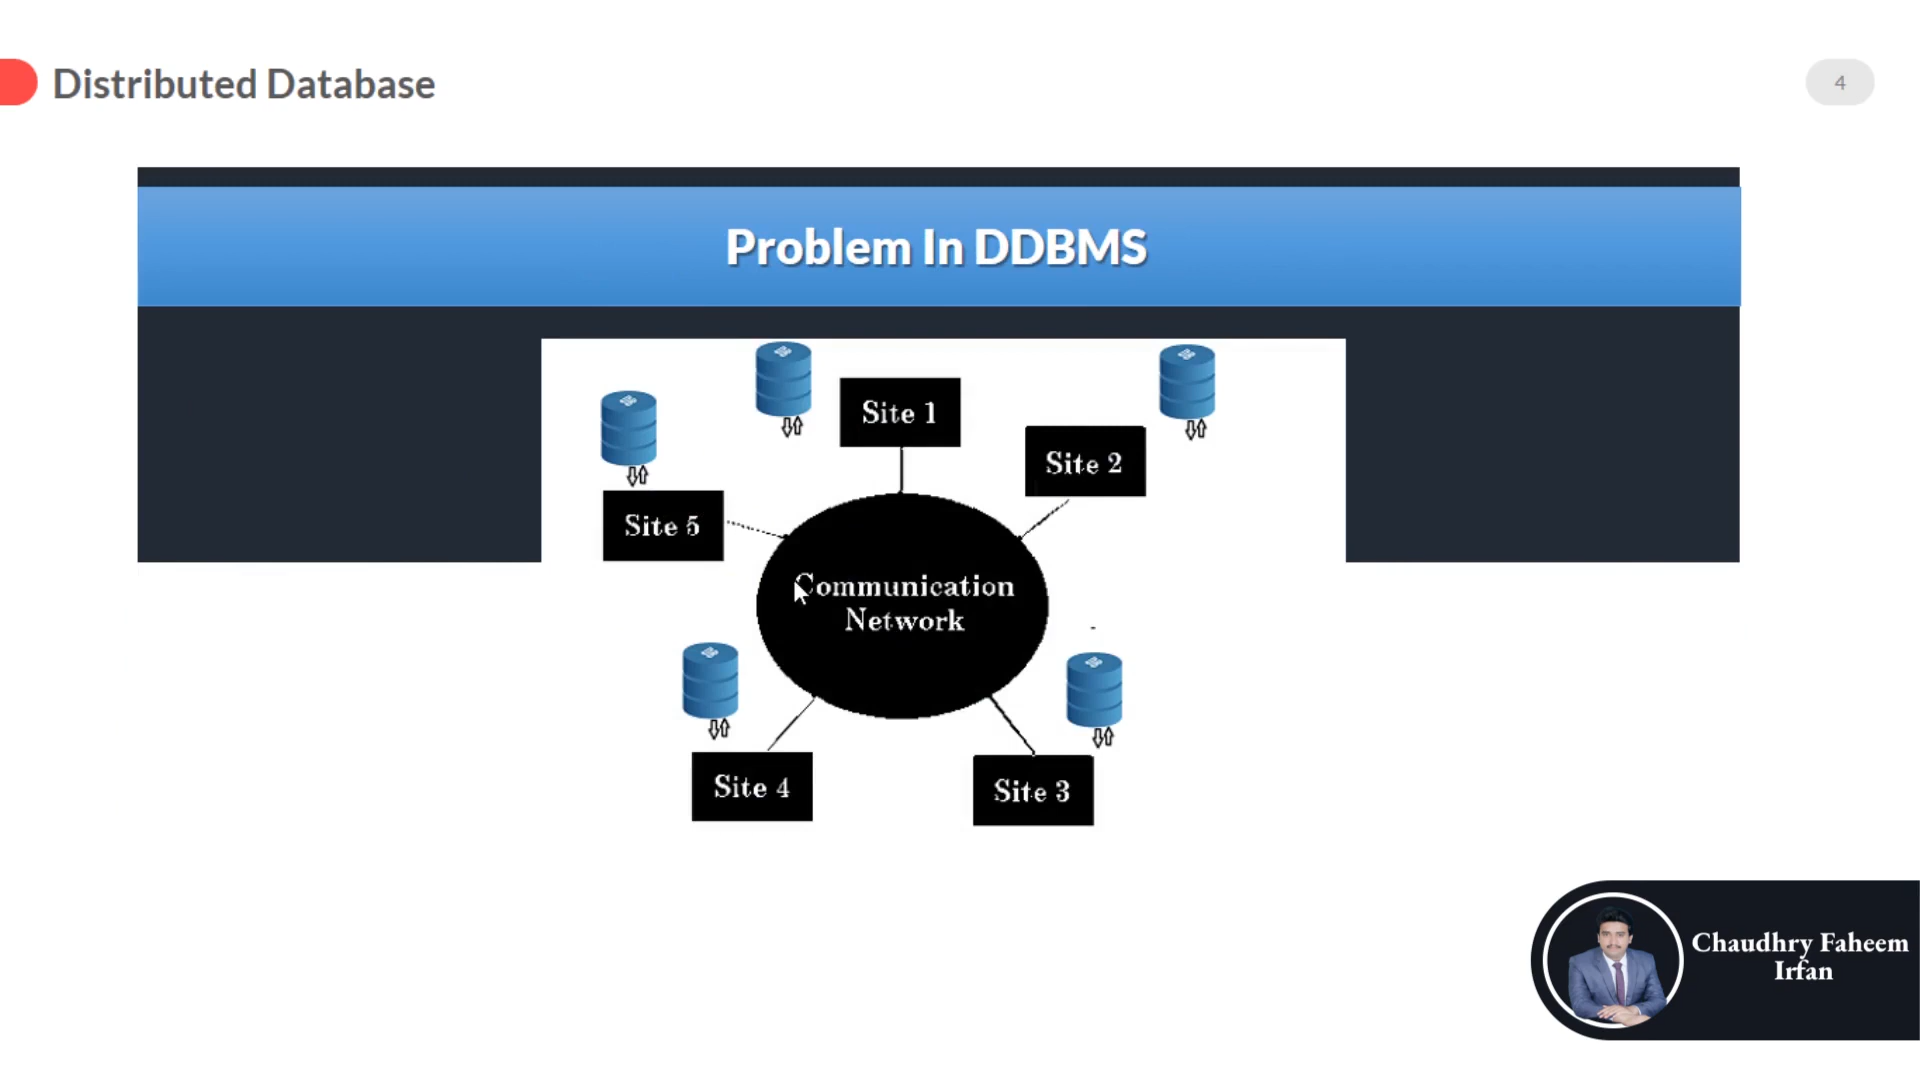 Distributed Database
4
Problem In DDBMS
Site 1
Site 2
Site 5
Communication
Network
Site 4
Site 3
Chaudhry Faheem
Irfan